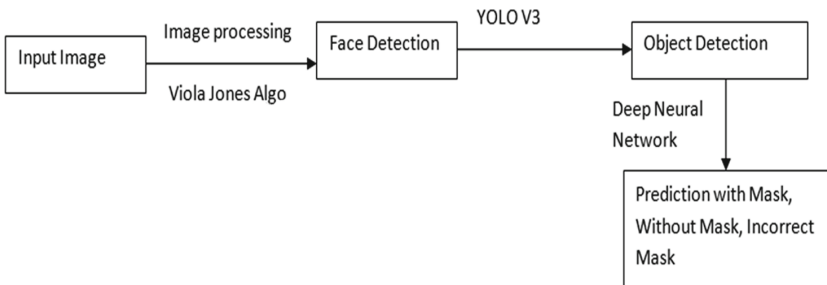 Input Image
Image processing
Viola Jones Algo
Face Detection
YOLO V3
Object Detection
Deep Neural
Network
Prediction with Mask,
Without Mask, Incorrect
Mask